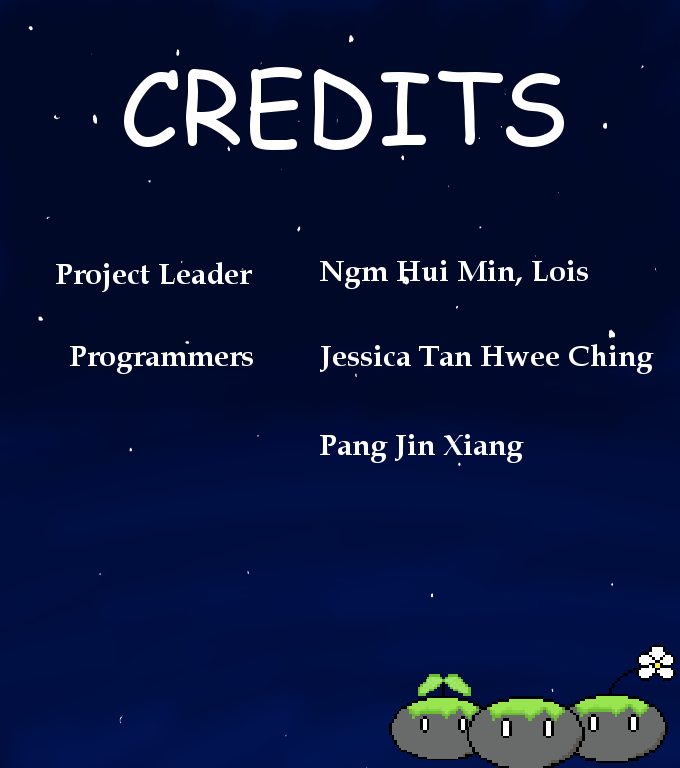 CREDITS
Project Leader Ngm Hui Min, Lois
Programmers Jessica Tan Hwee Ching
Pang Jin Xiang